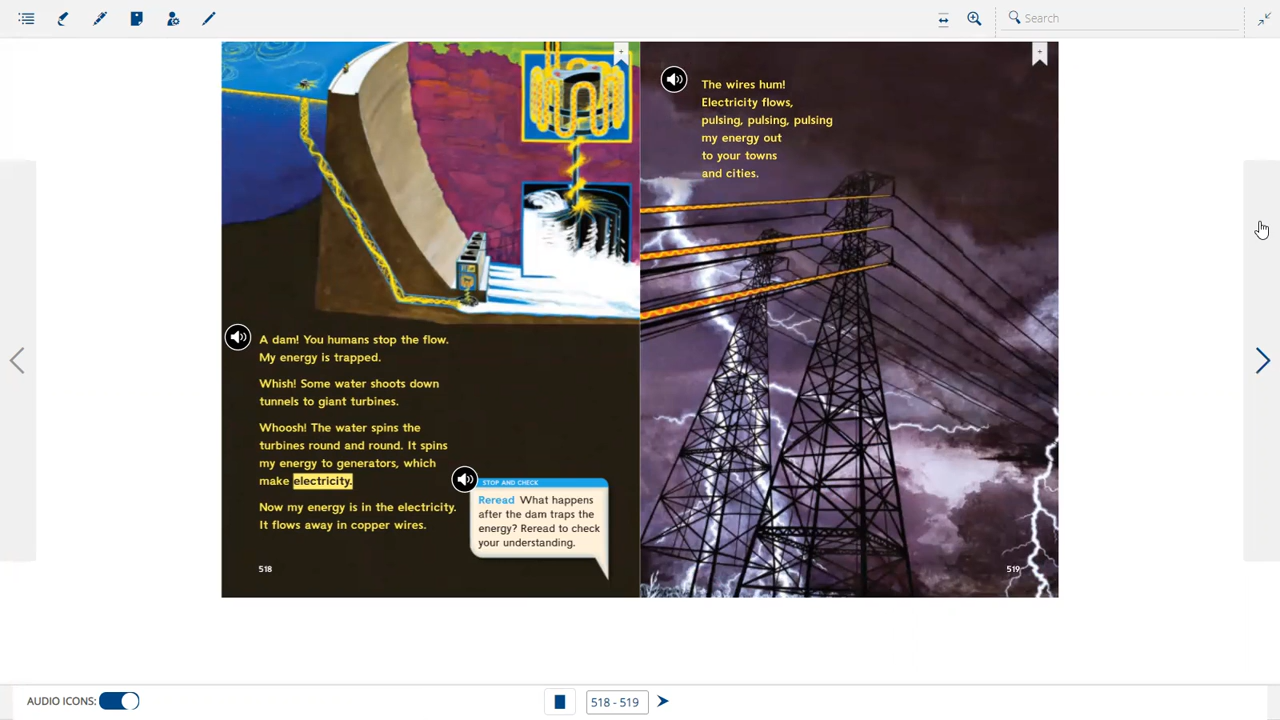 Search
A dam! You humans stop the flow.
My energy is trapped.
Whish! Some water shoots down
tunnels to giant turbines.
Whoosh! The water spins the
turbines round and round. It spins
my energy to generators, which
make electricity.
Now my energy is in the electricity.
It flows away in copper wires.
STOP AND CHECK
Reread What happens
after the dam traps the
energy? Reread to check
your understanding.
518
The wires hum!
Electricity flows,
pulsing, pulsing, pulsing
my energy out
to your towns
and cities.
519
AUDIO ICONS:
518 - 519